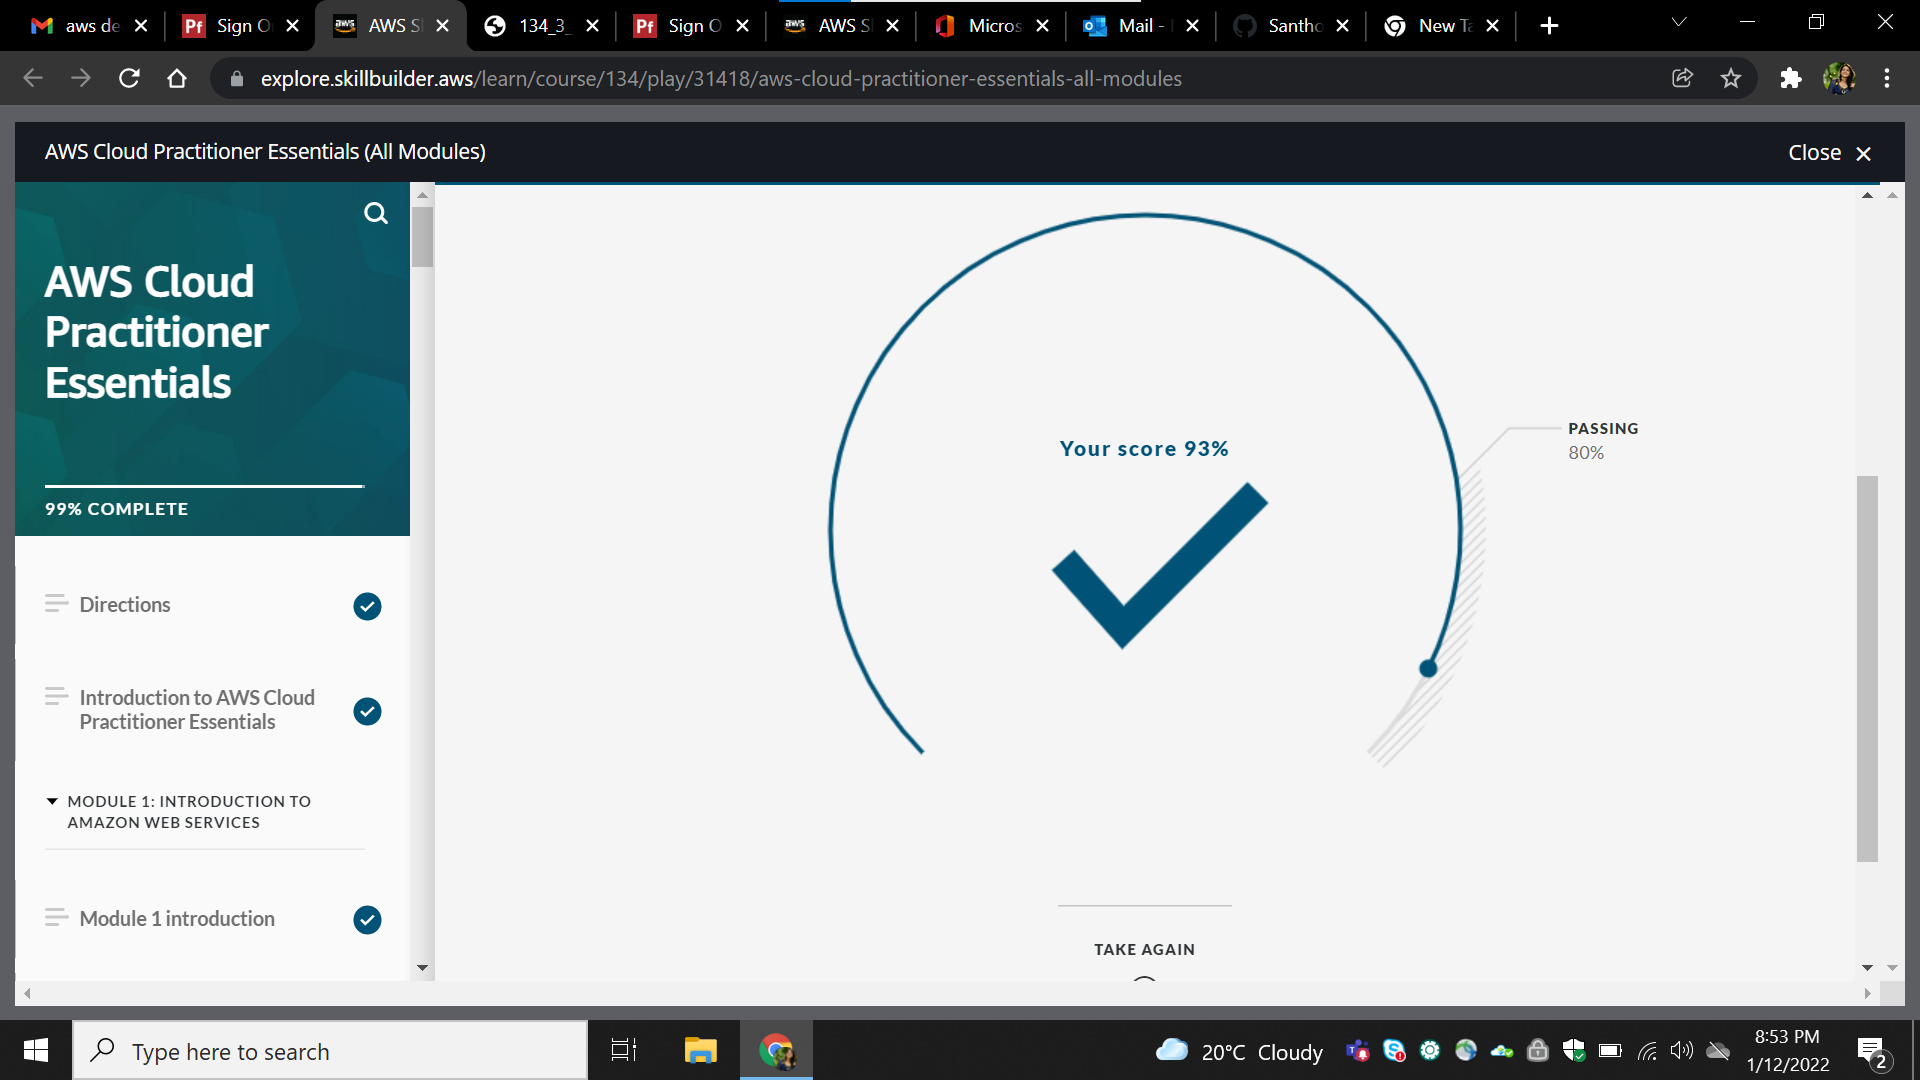 aws de
Sign O
AWS S
134_3_
Sign O
AWS S
Micros
Mail -
Santho
New Ta
explore.skillbuilder.aws/learn/course/134/play/31418/aws-cloud-practitioner-essentials-all-modules
AWS Cloud Practitioner Essentials (All Modules)
Close
AWS Cloud
Practitioner
Essentials
99% COMPLETE
Directions
Introduction to AWS Cloud
Practitioner Essentials
MODULE 1: INTRODUCTION TO
AMAZON WEB SERVICES
Module 1 introduction
Your score 93%
PASSING
80%
TAKE AGAIN
Type here to search
20°C Cloudy
8:53 PM
1/12/2022
2